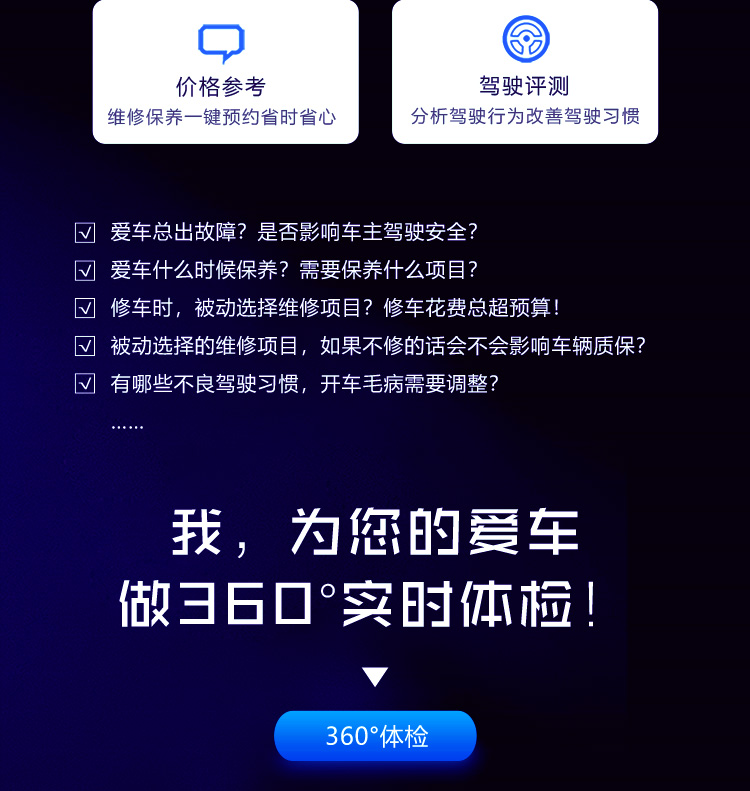 价格参考
维修保养一键预约省时省心
驾驶评测
分析驾驶行为改善驾驶习惯
爱车总出故障？是否影响车主驾驶安全？
爱车什么时候保养？需要保养什么项目？
修车时，被动选择维修项目？修车花费总超预算！
被动选择的维修项目，如果不修的话会不会影响车辆质保？
有哪些不良驾驶习惯，开车毛病需要调整？
……
我，为您的爱车
做360°实时体检！
360°体检